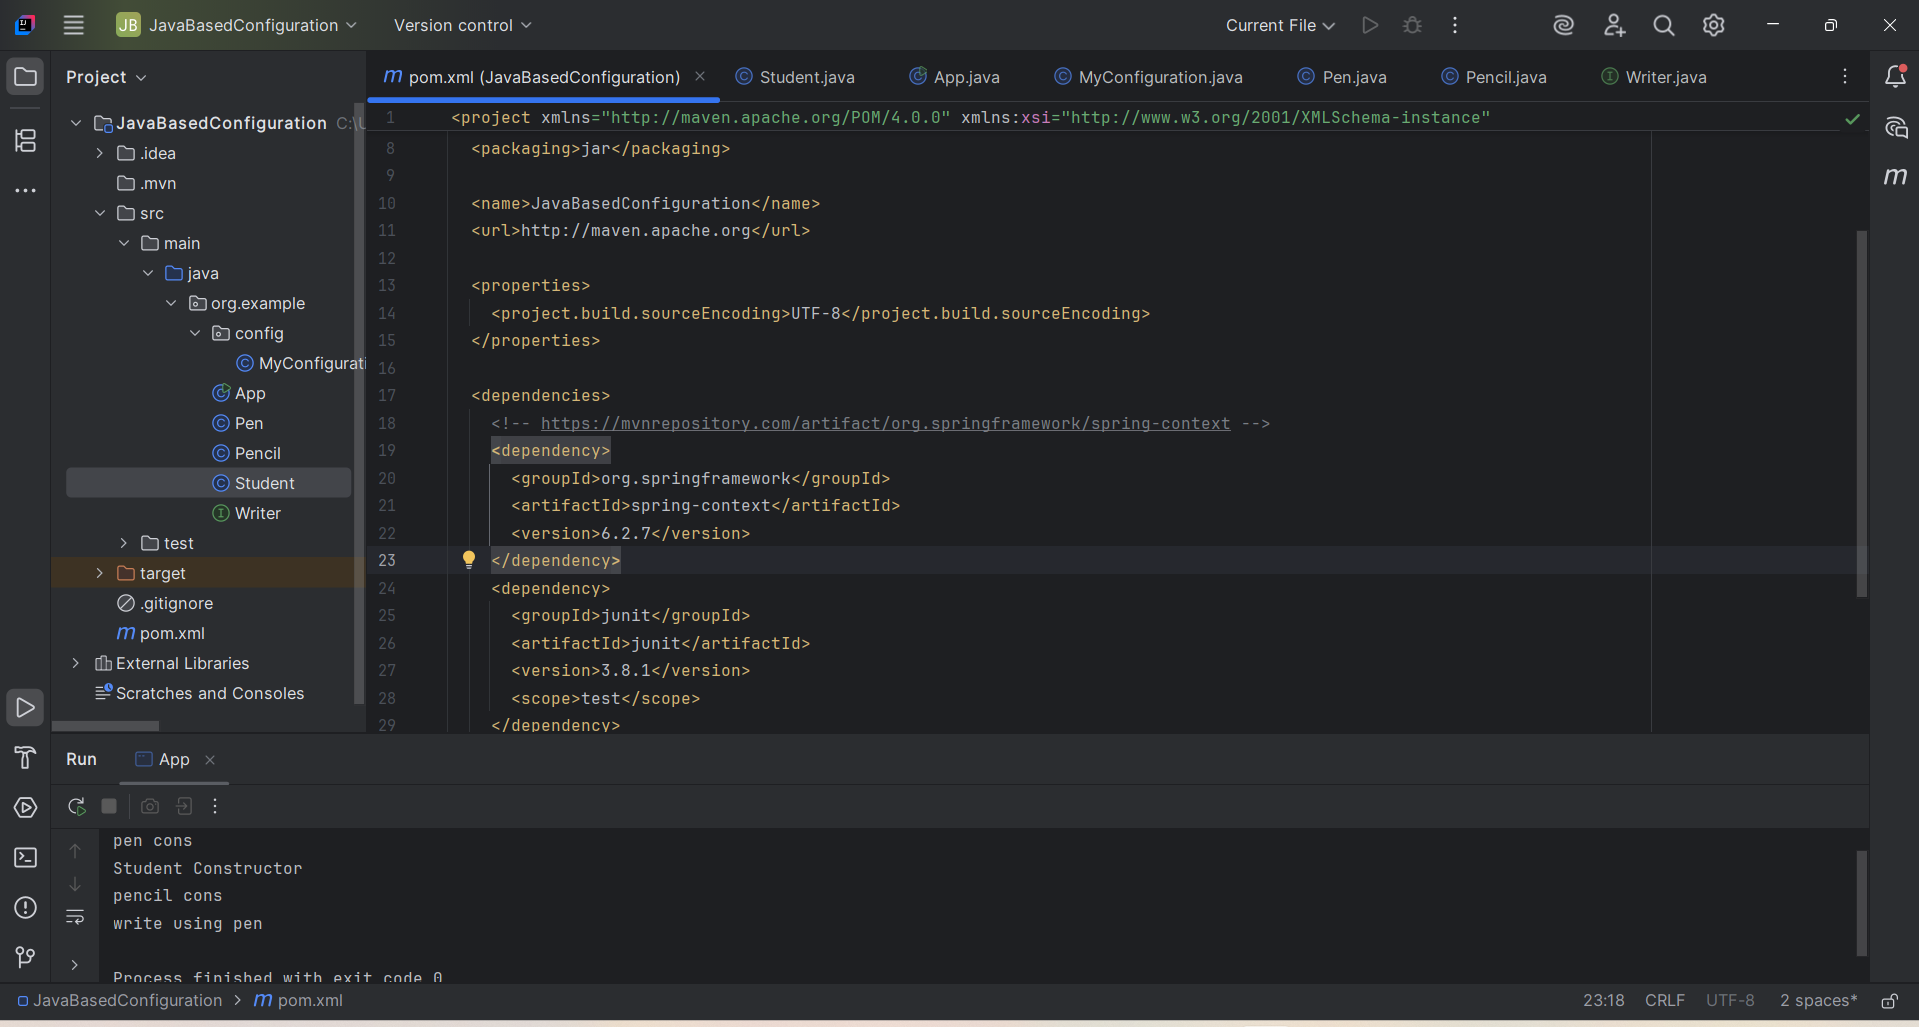 JB JavaBasedConfiguration Version control Current File
Project
pom.xml (JavaBasedConfiguration) Student.java App.java MyConfiguration.java Pen.java Pencil.java Writer.java
JavaBasedConfiguration C:\U
.idea
.mvn
src
main
java
org.example
config
MyConfigurati
App
Pen
Pencil
Student
Writer
test
target
.gitignore
pom.xml
External Libraries
Scratches and Consoles
1 <project xmlns="http://maven.apache.org/POM/4.0.0" xmlns:xsi="http://www.w3.org/2001/XMLSchema-instance"
8 <packaging>jar</packaging>
9
10 <name>JavaBasedConfiguration</name>
11 <url>http://maven.apache.org</url>
12
13 <properties>
14 <project.build.sourceEncoding>UTF-8</project.build.sourceEncoding>
15 </properties>
16
17 <dependencies>
18 <!-- https://mvnrepository.com/artifact/org.springframework/spring-context -->
19 <dependency>
20 <groupId>org.springframework</groupId>
21 <artifactId>spring-context</artifactId>
22 <version>6.2.7</version>
23 </dependency>
24 <dependency>
25 <groupId>junit</groupId>
26 <artifactId>junit</artifactId>
27 <version>3.8.1</version>
28 <scope>test</scope>
29 </dependency>
Run App
pen cons
Student Constructor
pencil cons
write using pen
Process finished with exit code 0
JavaBasedConfiguration > pom.xml 23:18 CRLF UTF-8 2 spaces*